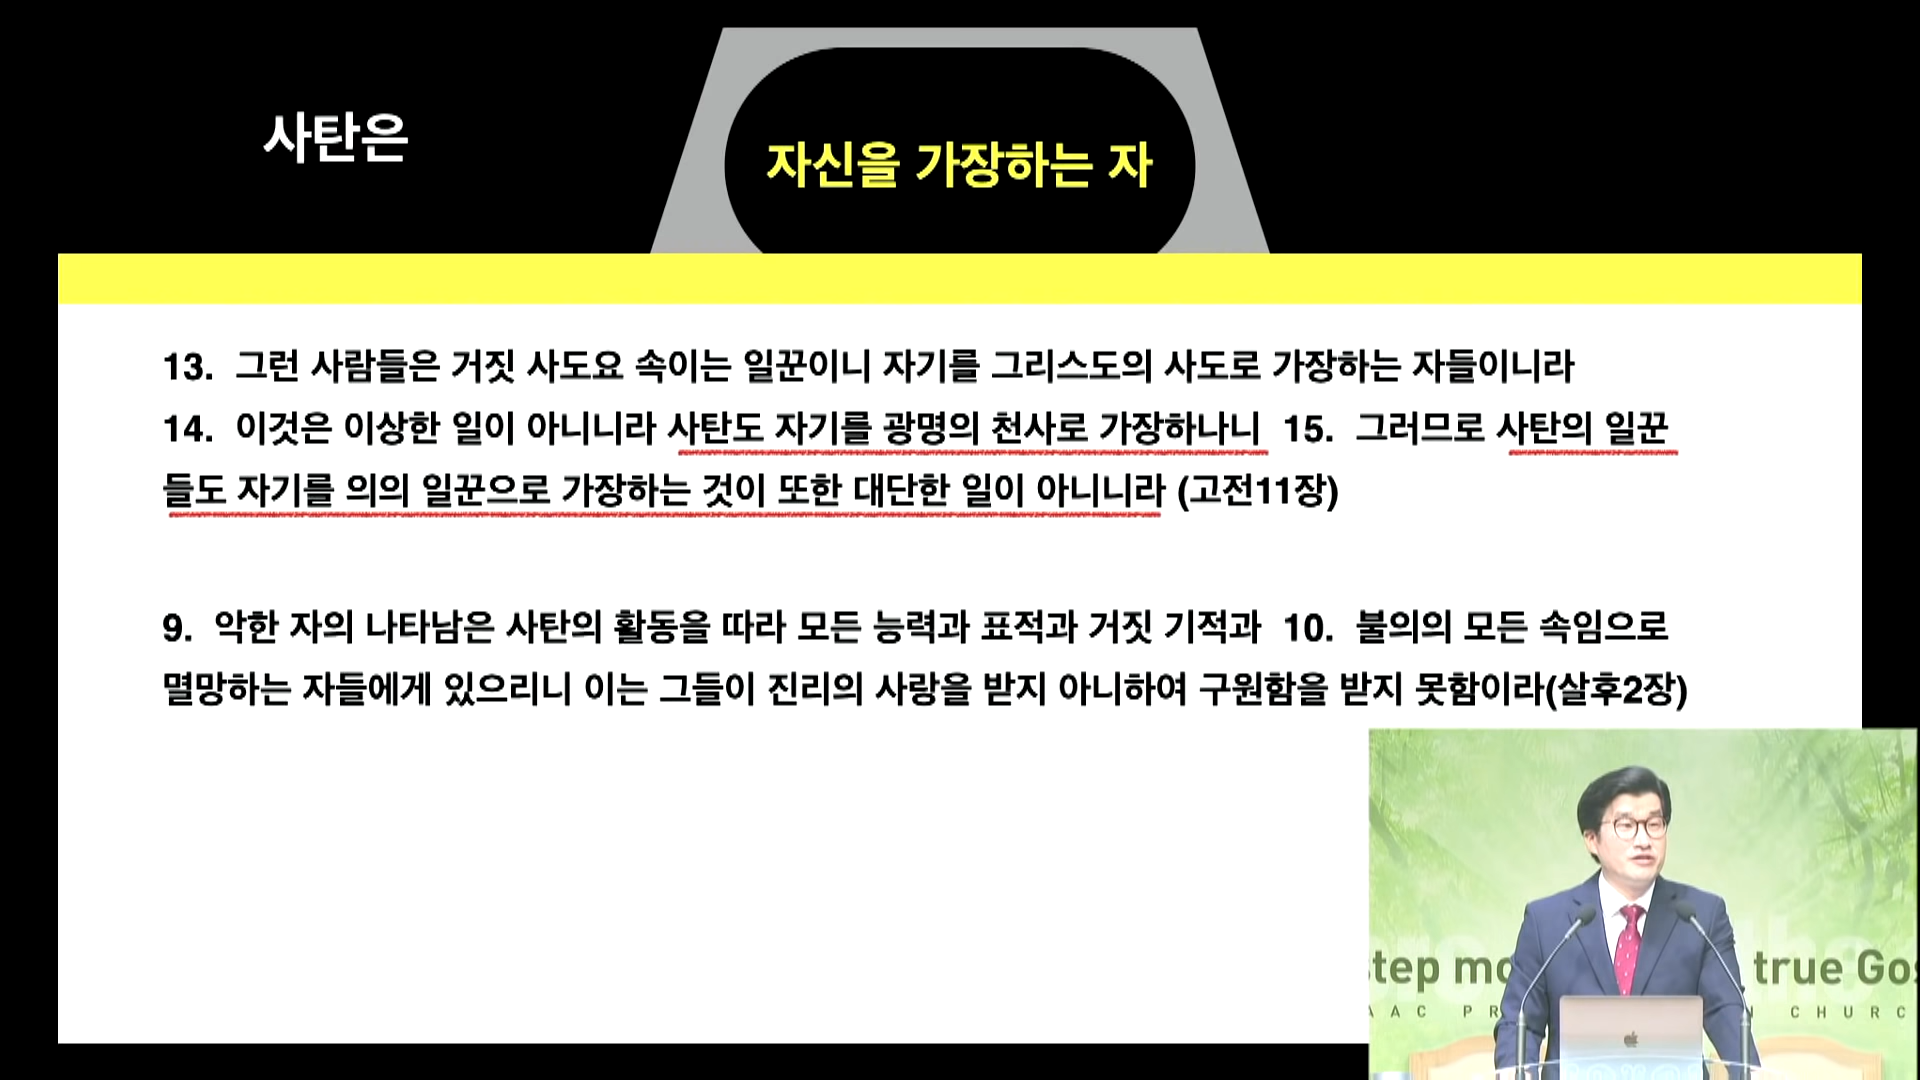 사탄은
자신을 가장하는 자
13. 그런 사람들은 거짓 사도요 속이는 일꾼이니 자기를 그리스도의 사도로 가장하는 자들이니라
14. 이것은 이상한 일이 아니니라 사탄도 자기를 광명의 천사로 가장하나니 15. 그러므로 사탄의 일꾼
들도 자기를 의의 일꾼으로 가장하는 것이 또한 대단한 일이 아니니라 (고전11장)
9. 악한 자의 나타남은 사탄의 활동을 따라 모든 능력과 표적과 거짓 기적과 10. 불의의 모든 속임으로
멸망하는 자들에게 있으리니 이는 그들이 진리의 사랑을 받지 아니하여 구원함을 받지 못함이라(살후2장)
step mo true Gos
AAC PR N CHURC